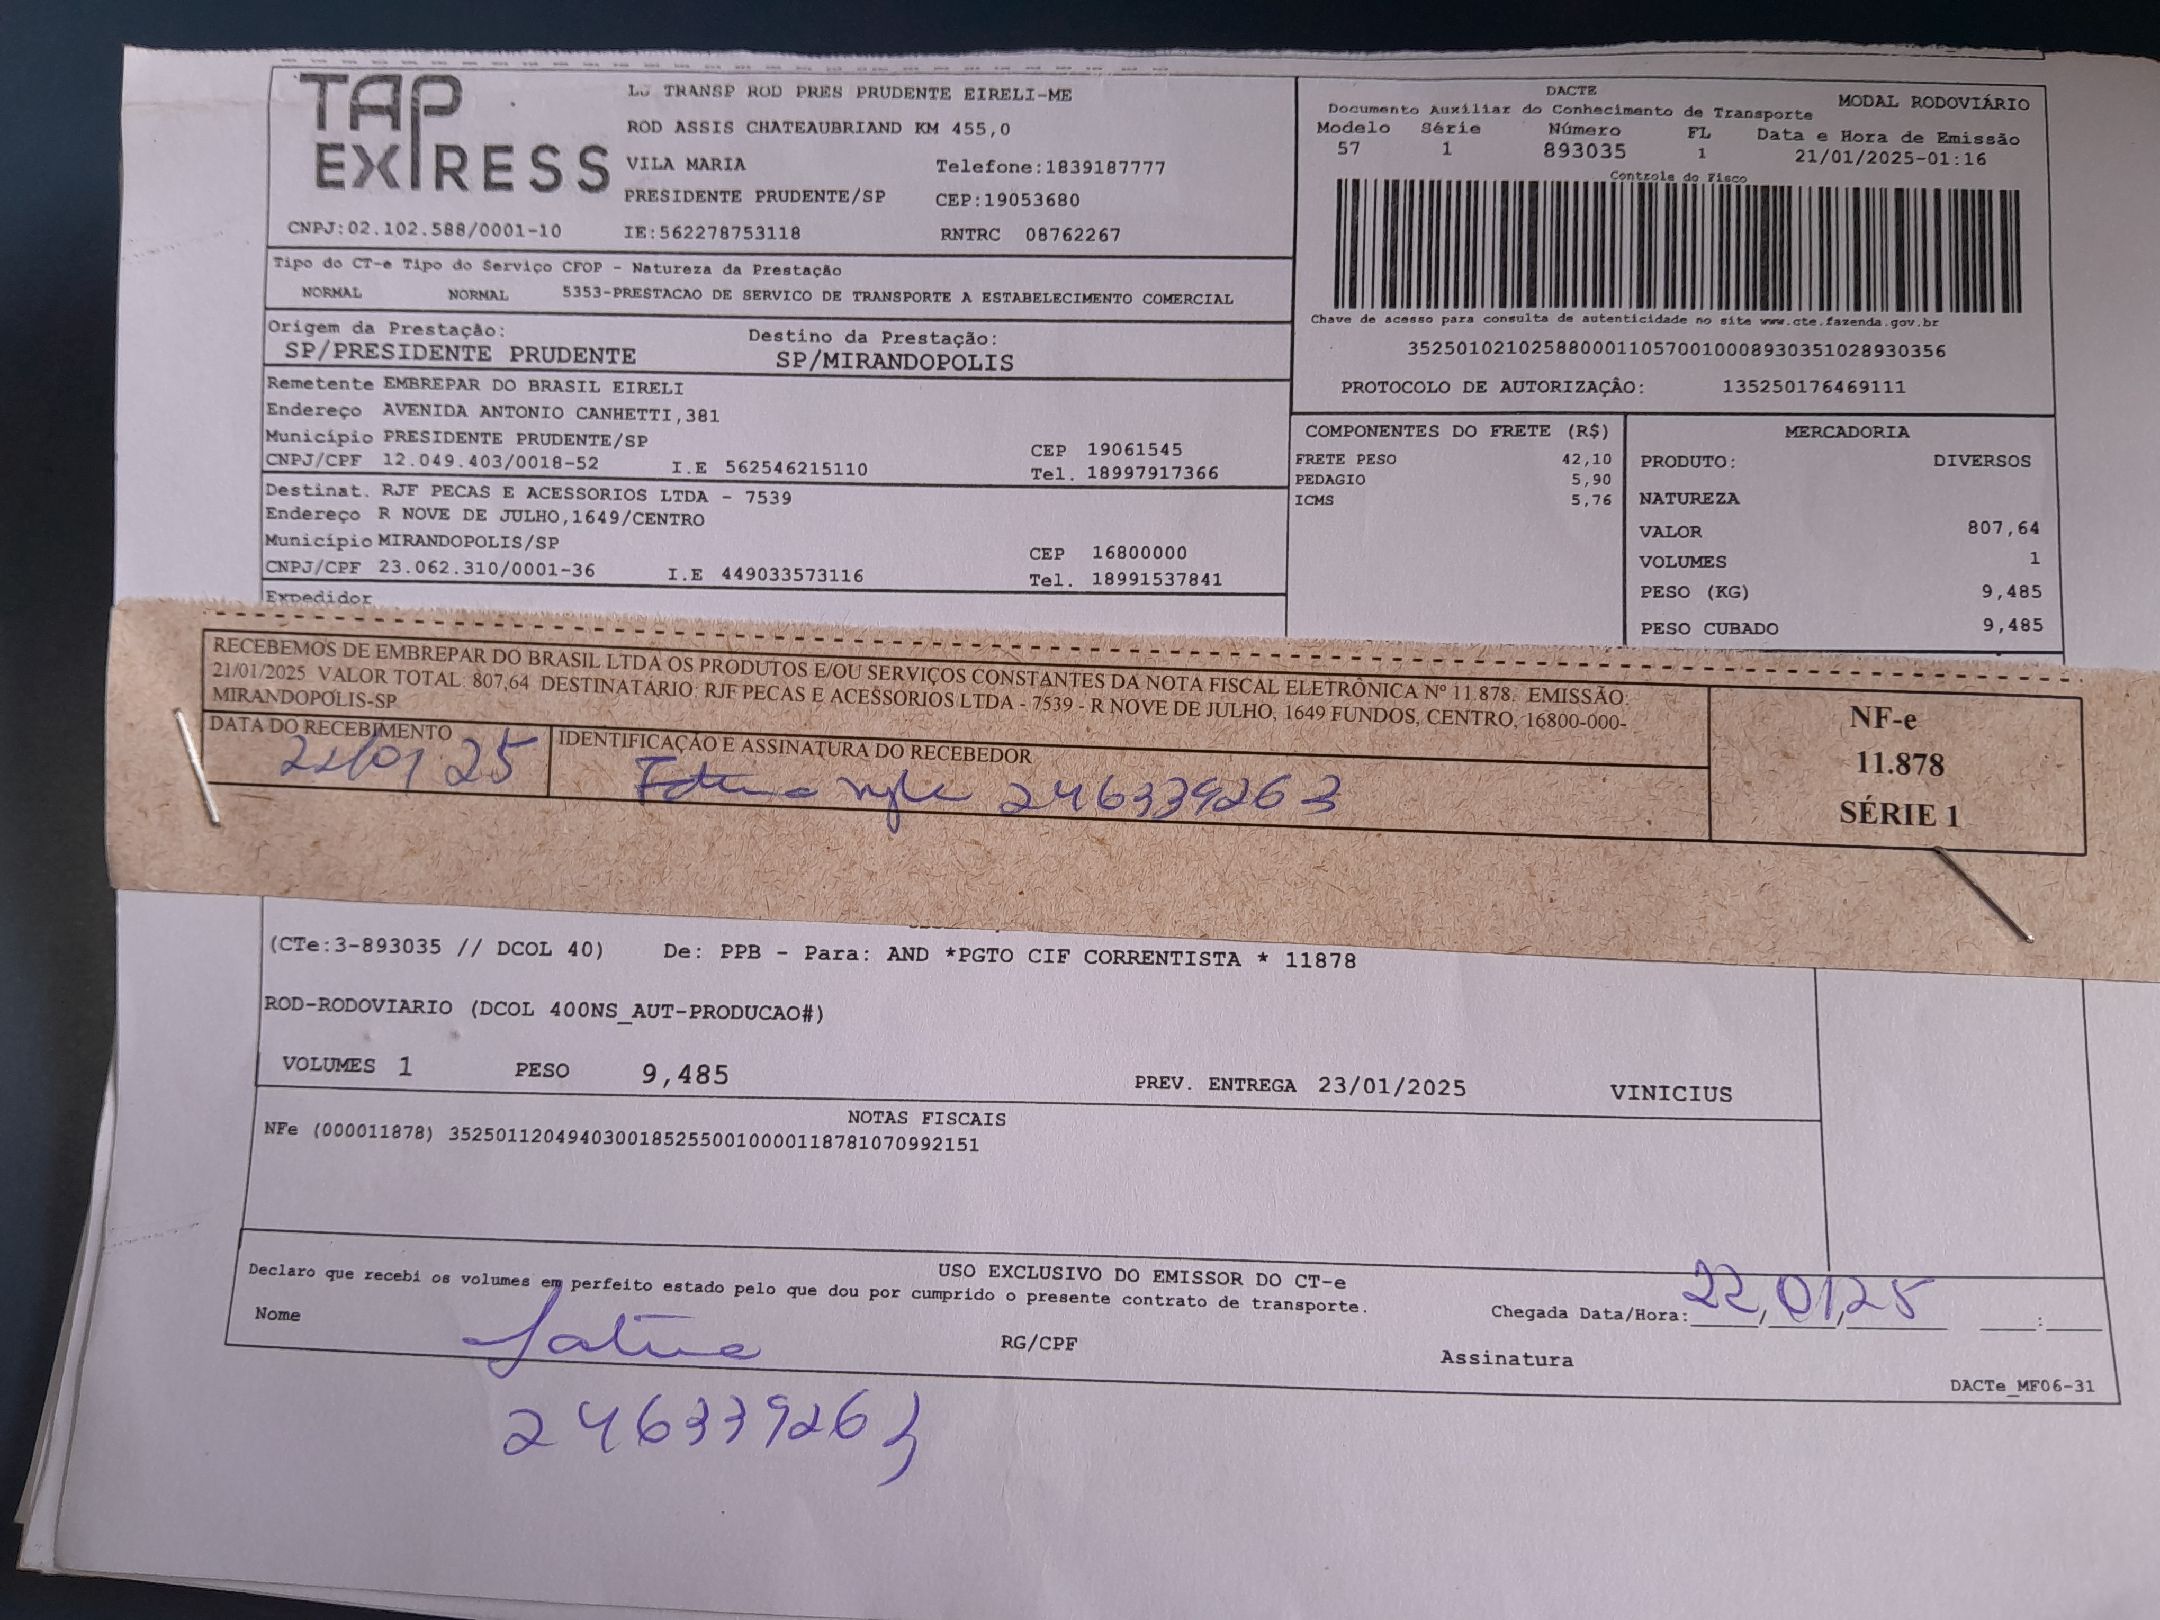 TAP EXPRESS
LG TRANSP ROD PRES PRUDENTE EIRELI-ME
ROD ASSIS CHATEAUBRIAND KM 455,0
VILA MARIA Telefone:1839187777
PRESIDENTE PRUDENTE/SP CEP:19053680
CNPJ:02.102.588/0001-10 IE:562278753118 RNTRC 08762267
DACTE
Documento Auxiliar do Conhecimento de Transporte MODAL RODOVIÁRIO
Modelo Série Número FL Data e Hora de Emissão
57 1 893035 1 21/01/2025-01:16
Controle do Fisco
Chave de acesso para consulta de autenticidade no site www.cte.fazenda.gov.br
35250102102588000110570010008930351028930356
PROTOCOLO DE AUTORIZAÇÂO: 135250176469111
Tipo do CT-e Tipo do Serviço CFOP - Natureza da Prestação
NORMAL NORMAL 5353-PRESTACAO DE SERVICO DE TRANSPORTE A ESTABELECIMENTO COMERCIAL
Origem da Prestação: Destino da Prestação:
SP/PRESIDENTE PRUDENTE SP/MIRANDOPOLIS
Remetente EMBREPAR DO BRASIL EIRELI
Endereço AVENIDA ANTONIO CANHETTI,381
Município PRESIDENTE PRUDENTE/SP CEP 19061545
CNPJ/CPF 12.049.403/0018-52 I.E 562546215110 Tel. 18997917366
Destinat. RJF PECAS E ACESSORIOS LTDA - 7539
Endereço R NOVE DE JULHO,1649/CENTRO
Município MIRANDOPOLIS/SP CEP 16800000
CNPJ/CPF 23.062.310/0001-36 I.E 449033573116 Tel. 18991537841
Expedidor
COMPONENTES DO FRETE (R$)
FRETE PESO 42,10
PEDAGIO 5,90
ICMS 5,76
MERCADORIA
PRODUTO: DIVERSOS
NATUREZA
VALOR 807,64
VOLUMES 1
PESO (KG) 9,485
PESO CUBADO 9,485
RECEBEMOS DE EMBREPAR DO BRASIL LTDA OS PRODUTOS E/OU SERVIÇOS CONSTANTES DA NOTA FISCAL ELETRÔNICA Nº 11.878. EMISSÃO:
21/01/2025 VALOR TOTAL: 807,64 DESTINATÁRIO: RJF PECAS E ACESSORIOS LTDA - 7539 - R NOVE DE JULHO, 1649 FUNDOS, CENTRO, 16800-000-
MIRANDOPOLIS-SP
DATA DO RECEBIMENTO IDENTIFICAÇÃO E ASSINATURA DO RECEBEDOR
22/01 25 246339263
NF-e
11.878
SÉRIE 1
(CTe:3-893035 // DCOL 40) De: PPB - Para: AND *PGTO CIF CORRENTISTA * 11878
ROD-RODOVIARIO (DCOL 400NS_AUT-PRODUCAO#)
VOLUMES 1 PESO 9,485 PREV. ENTREGA 23/01/2025 VINICIUS
NOTAS FISCAIS
NFe (000011878) 35250112049403001852550010000118781070992151
USO EXCLUSIVO DO EMISSOR DO CT-e
Declaro que recebi os volumes em perfeito estado pelo que dou por cumprido o presente contrato de transporte.
Chegada Data/Hora: 22,01,25 :
Nome RG/CPF Assinatura
DACTe_MF06-31
246339263